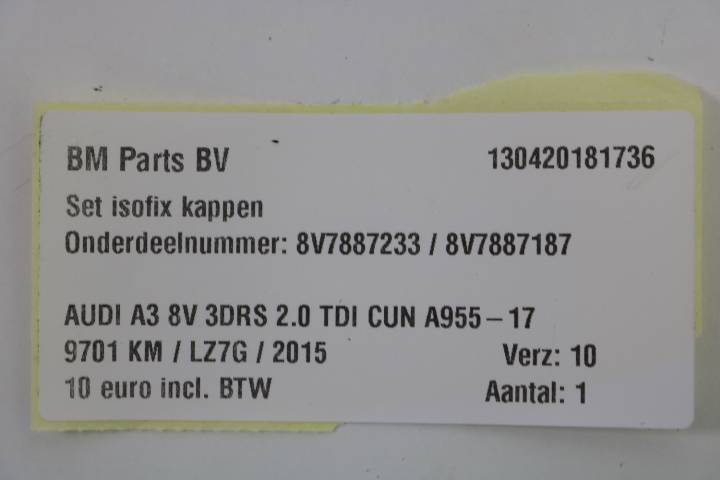 BM Parts BV 130420181736
Set isofix kappen
Onderdeelnummer: 8V7887233 / 8V7887187
AUDI A3 8V 3DRS 2.0 TDI CUN A955-17
9701 KM / LZ7G / 2015 Verz: 10
10 euro incl. BTW Aantal: 1